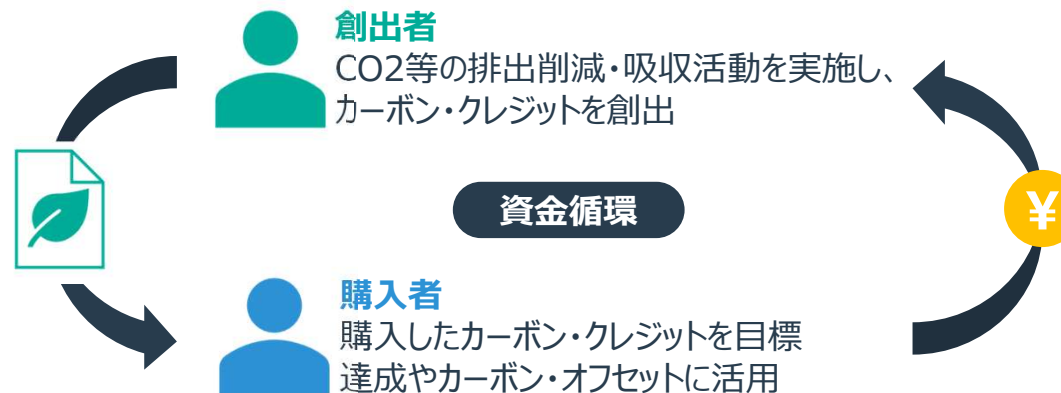 創出者
CO2等の排出削減・吸収活動を実施し、
カーボン・クレジットを創出
資金循環
¥
購入者
購入したカーボン・クレジットを目標
達成やカーボン・オフセットに活用